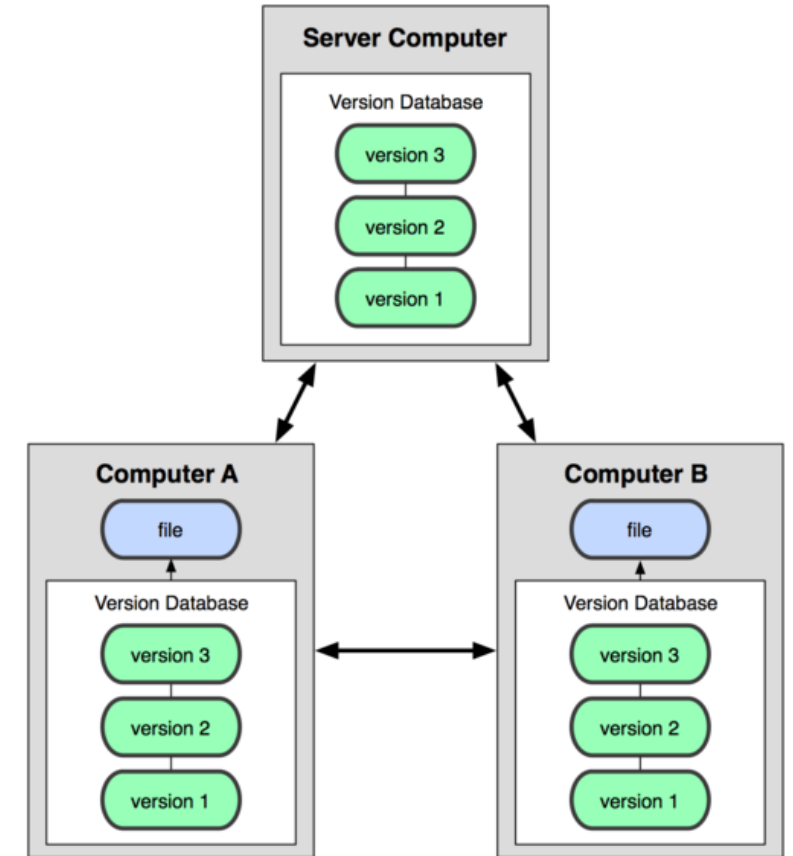 Server Computer
Version Database
version 3
version 2
version 1
Computer A
file
Version Database
version 3
version 2
version 1
Computer B
file
Version Database
version 3
version 2
version 1